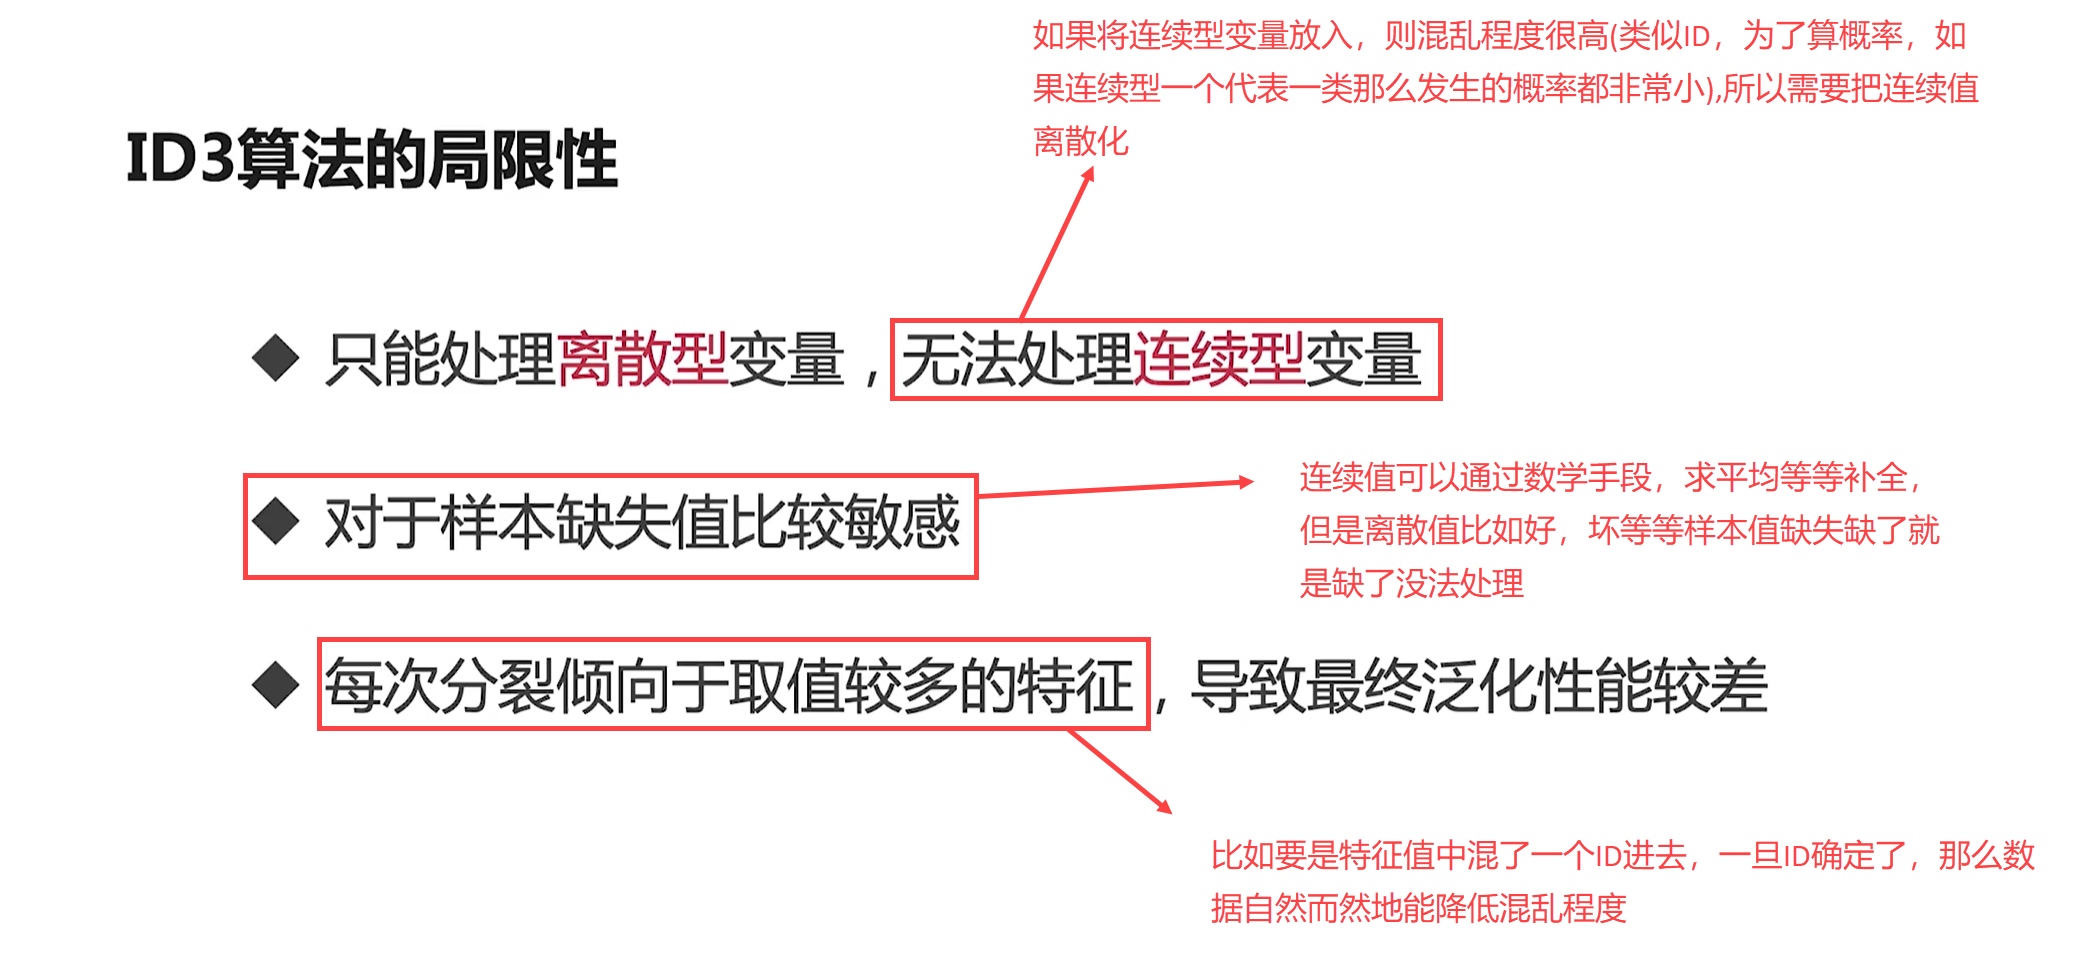 如果将连续型变量放入，则混乱程度很高(类似ID，为了算概率，如
果连续型一个代表一类那么发生的概率都非常小),所以需要把连续值
离散化
ID3算法的局限性
◆ 只能处理离散型变量，无法处理连续型变量
◆ 对于样本缺失值比较敏感
连续值可以通过数学手段，求平均等等补全，
但是离散值比如好，坏等等样本值缺失缺了就
是缺了没法处理
◆ 每次分裂倾向于取值较多的特征，导致最终泛化性能较差
比如要是特征值中混了一个ID进去，一旦ID确定了，那么数
据自然而然地能降低混乱程度